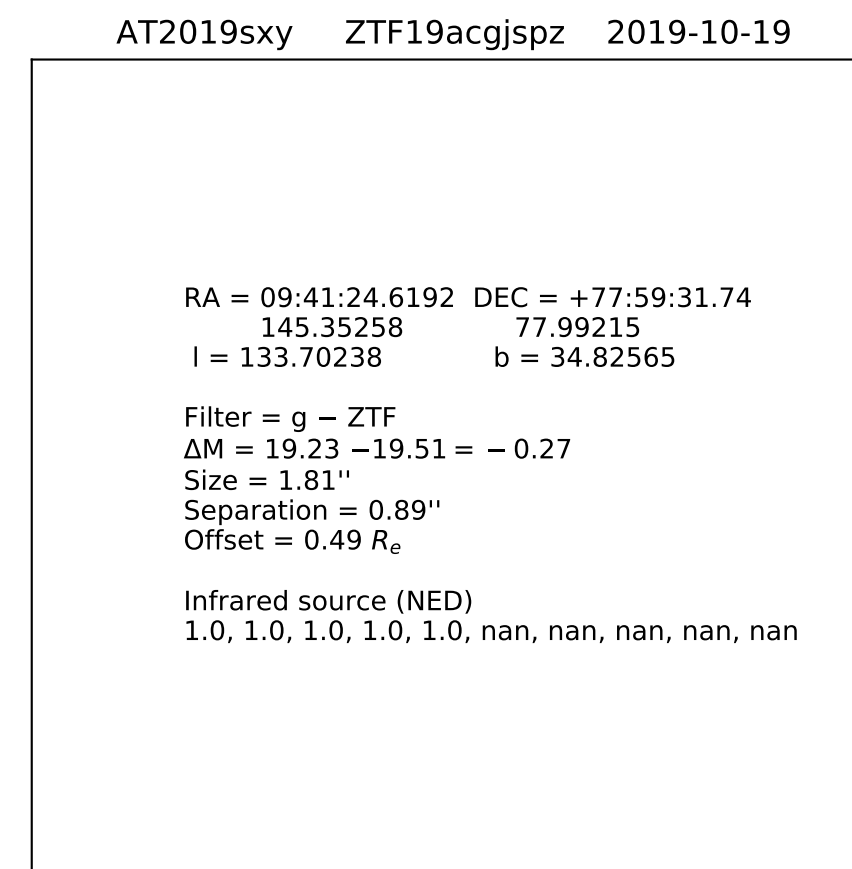 AT2019sxy ZTF19acgjspz 2019-10-19
RA = 09:41:24.6192 DEC = +77:59:31.74
145.35258 77.99215
l = 133.70238 b = 34.82565
Filter = g − ZTF
ΔM = 19.23 −19.51 = − 0.27
Size = 1.81''
Separation = 0.89''
Offset = 0.49 Re
Infrared source (NED)
1.0, 1.0, 1.0, 1.0, 1.0, nan, nan, nan, nan, nan